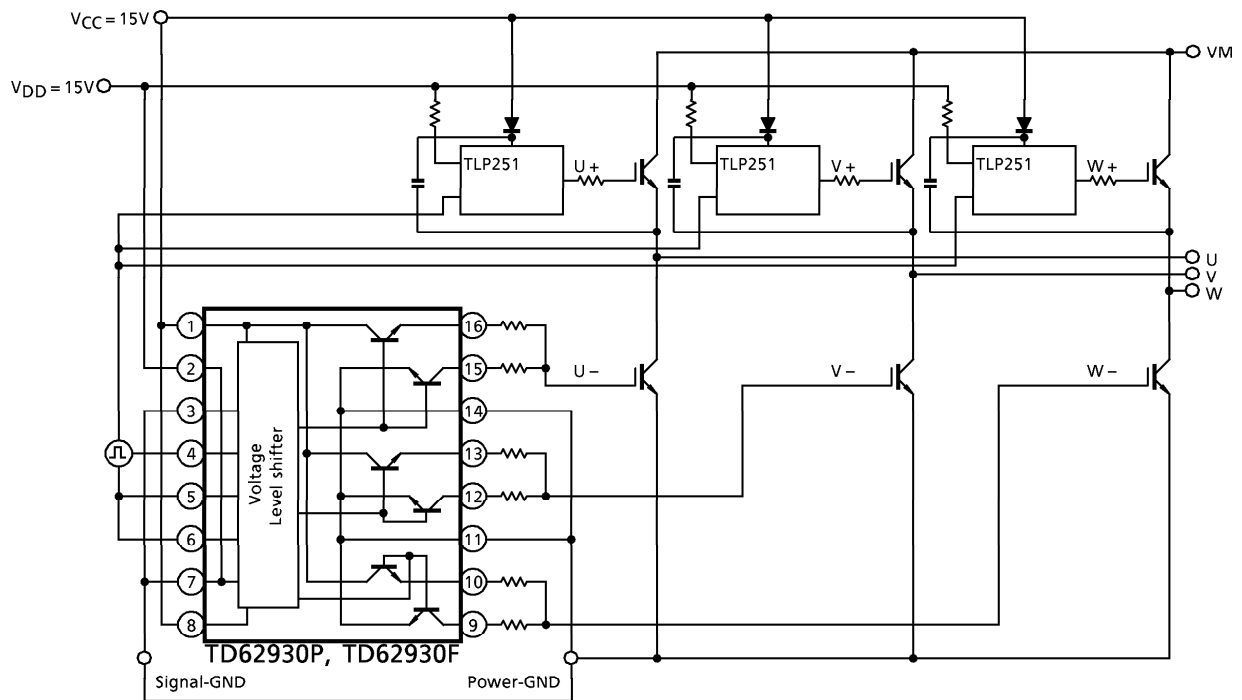 VCC = 15V
VM
VDD = 15V
TLP251
U+
TLP251
V+
TLP251
W+
U
V
W
1
16
2
15
U−
V−
W−
3
14
4
13
Voltage
Level shifter
5
12
6
11
7
10
8
9
TD62930P, TD62930F
Signal-GND
Power-GND